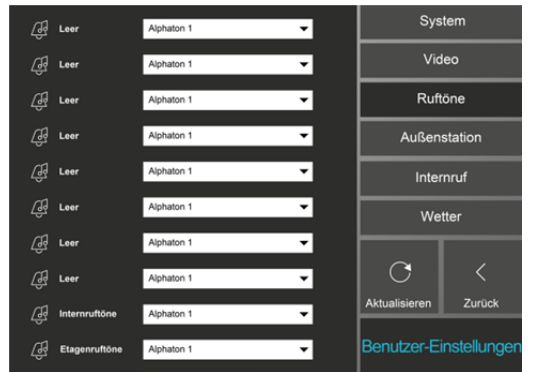 Leer Alphaton 1
Leer Alphaton 1
Leer Alphaton 1
Leer Alphaton 1
Leer Alphaton 1
Leer Alphaton 1
Leer Alphaton 1
Leer Alphaton 1
Internruftöne Alphaton 1
Etagenruftöne Alphaton 1
System
Video
Ruftöne
Außenstation
Internruf
Wetter
Aktualisieren Zurück
Benutzer-Einstellungen